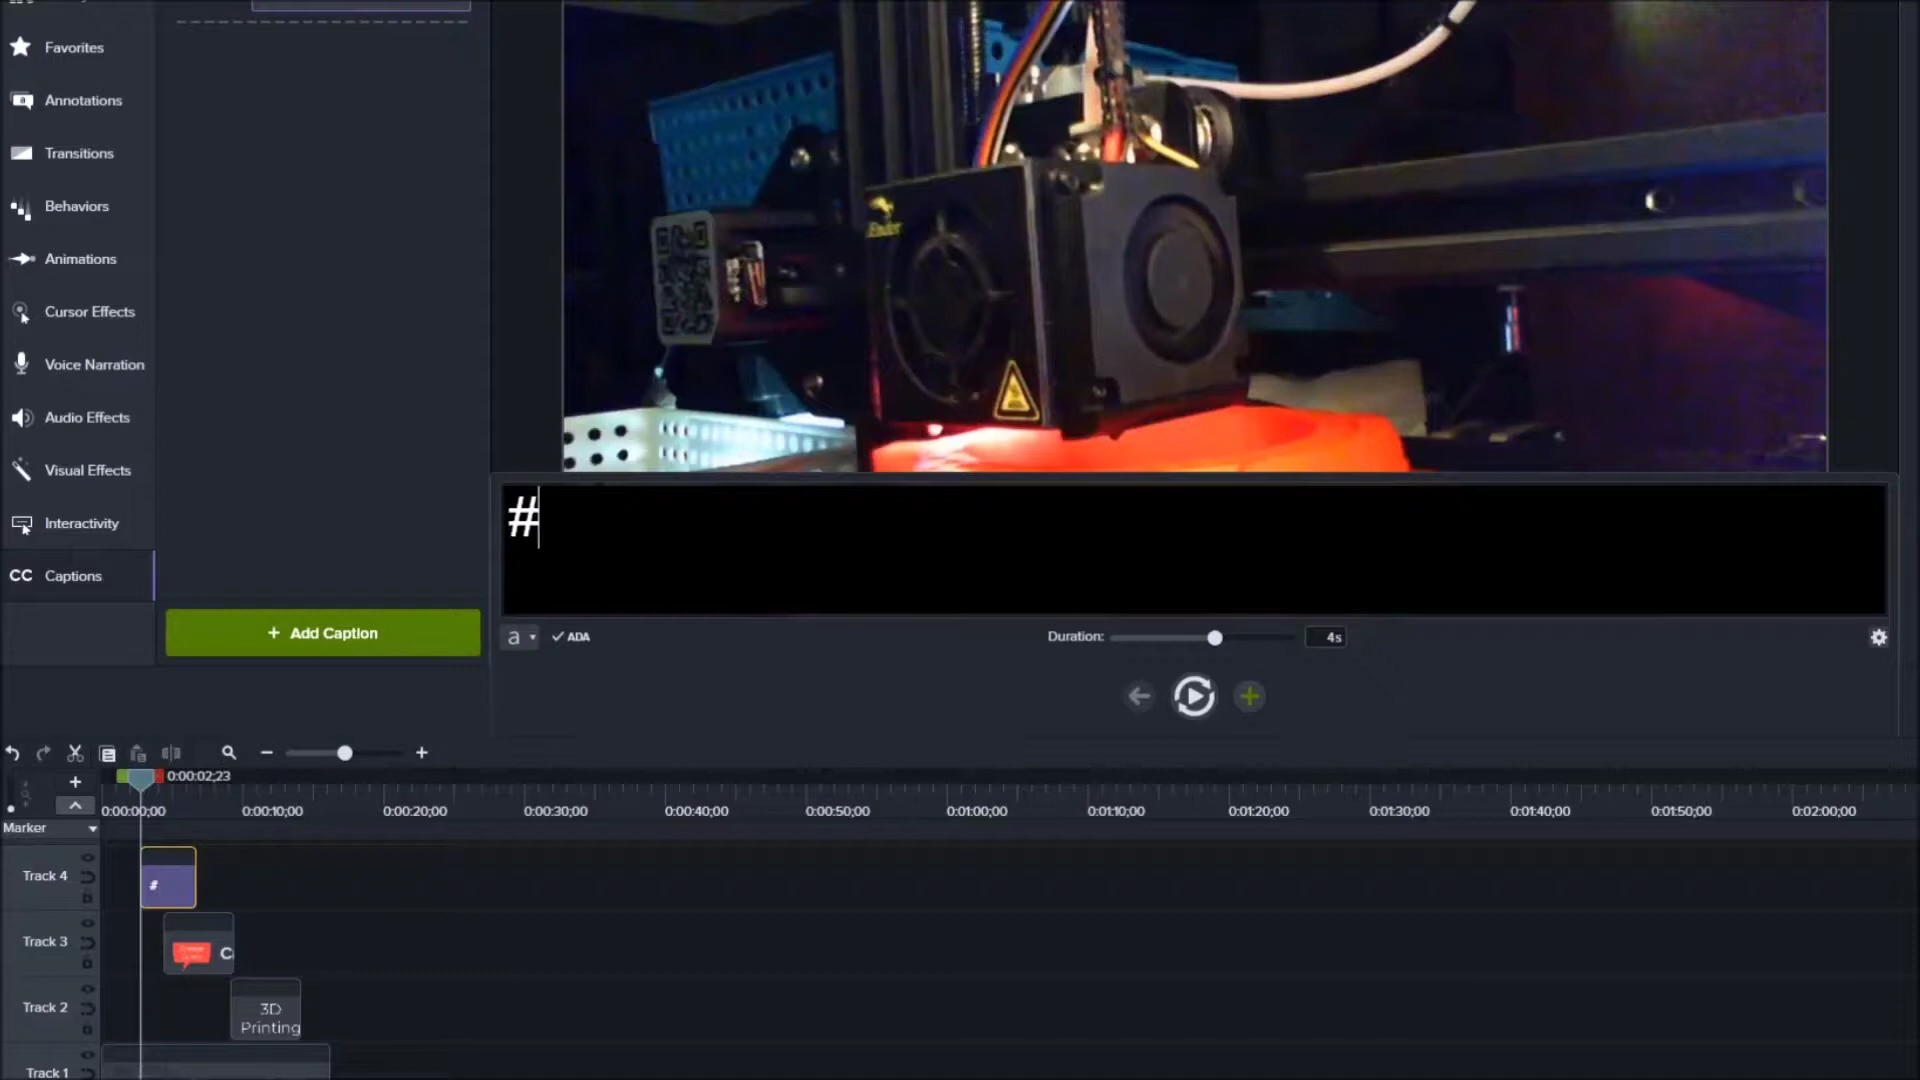 Favorites
Annotations
Transitions
Behaviors
Animations
Cursor Effects
Voice Narration
Audio Effects
Visual Effects
Interactivity
CC Captions
+ Add Caption
Ender
#
a
ADA
Duration:
4s
0:00:02;23
0:00:00;00
0:00:10;00
0:00:20;00
0:00:30;00
0:00:40;00
0:00:50;00
0:01:00;00
0:01:10;00
0:01:20;00
0:01:30;00
0:01:40;00
0:01:50;00
0:02:00;00
Marker
Track 4
#
Track 3
C
Track 2
3D
Printing
Track 1